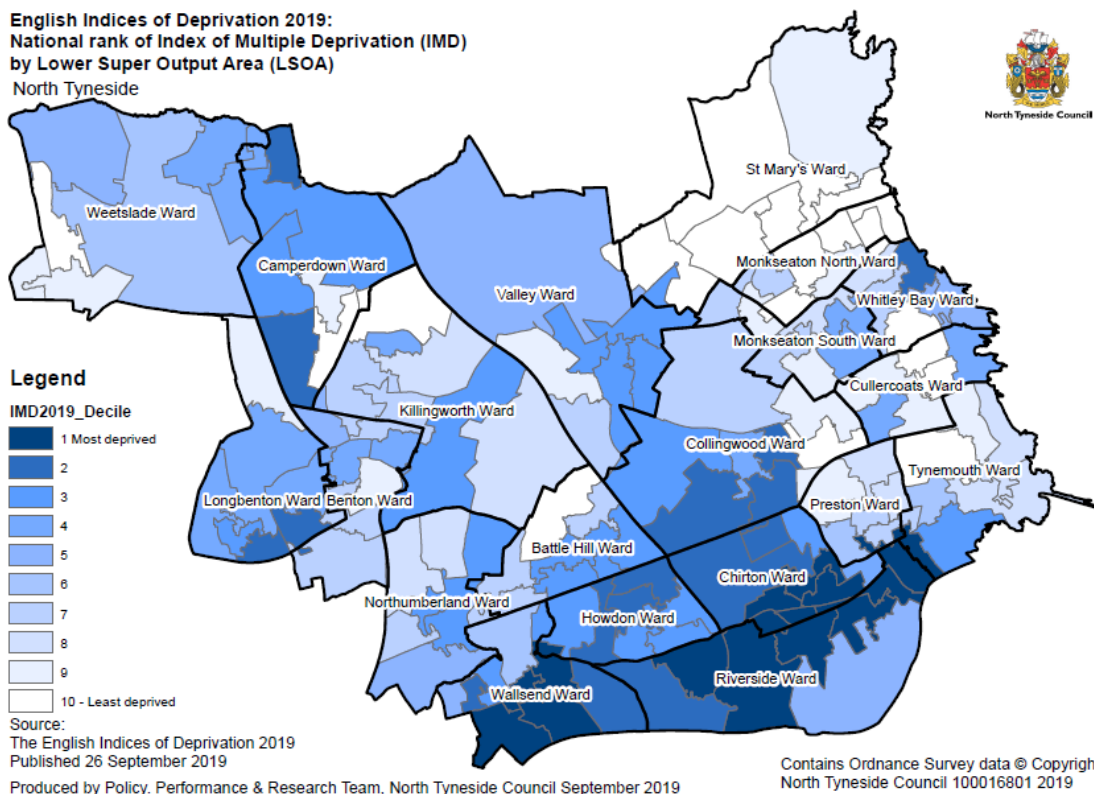 English Indices of Deprivation 2019:
National rank of Index of Multiple Deprivation (IMD)
by Lower Super Output Area (LSOA)
North Tyneside
North Tyneside Council
St Mary's Ward
Weetslade Ward
Monkseaton North Ward
Camperdown Ward
Valley Ward
Whitley Bay Ward
Monkseaton South Ward
Cullercoats Ward
Killingworth Ward
Collingwood Ward
Tynemouth Ward
Longbenton Ward
Benton Ward
Preston Ward
Battle Hill Ward
Chirton Ward
Northumberland Ward
Howdon Ward
Riverside Ward
Wallsend Ward
Legend
IMD2019_Decile
1 Most deprived
2
3
4
5
6
7
8
9
10 - Least deprived
Source:
The English Indices of Deprivation 2019
Published 26 September 2019
Produced by Policy, Performance & Research Team, North Tyneside Council September 2019
Contains Ordnance Survey data © Copyrigh
North Tyneside Council 100016801 2019